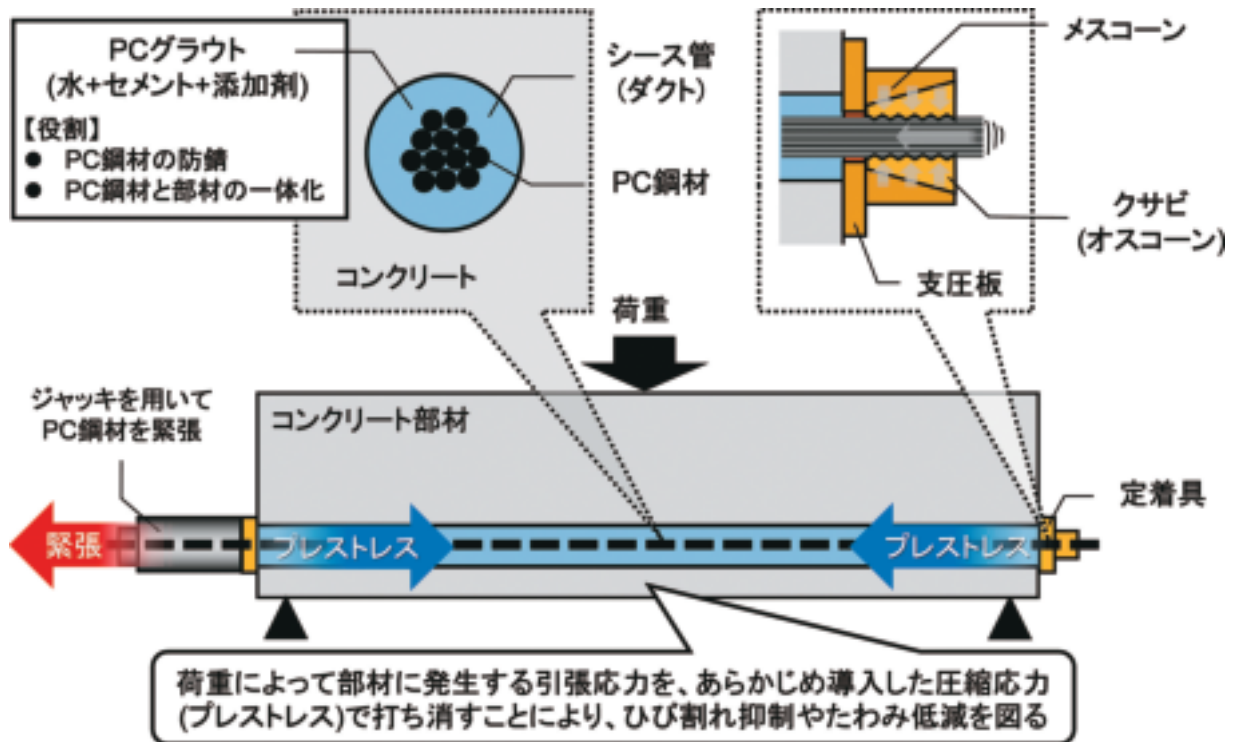 PCグラウト
(水+セメント+添加剤)
【役割】
● PC鋼材の防錆
● PC鋼材と部材の一体化
シース管
(ダクト)
PC鋼材
コンクリート
メスコーン
クサビ
(オスコーン)
支圧板
荷重
ジャッキを用いて
PC鋼材を緊張
コンクリート部材
定着具
緊張
プレストレス
プレストレス
荷重によって部材に発生する引張応力を、あらかじめ導入した圧縮応力
(プレストレス)で打ち消すことにより、ひび割れ抑制やたわみ低減を図る